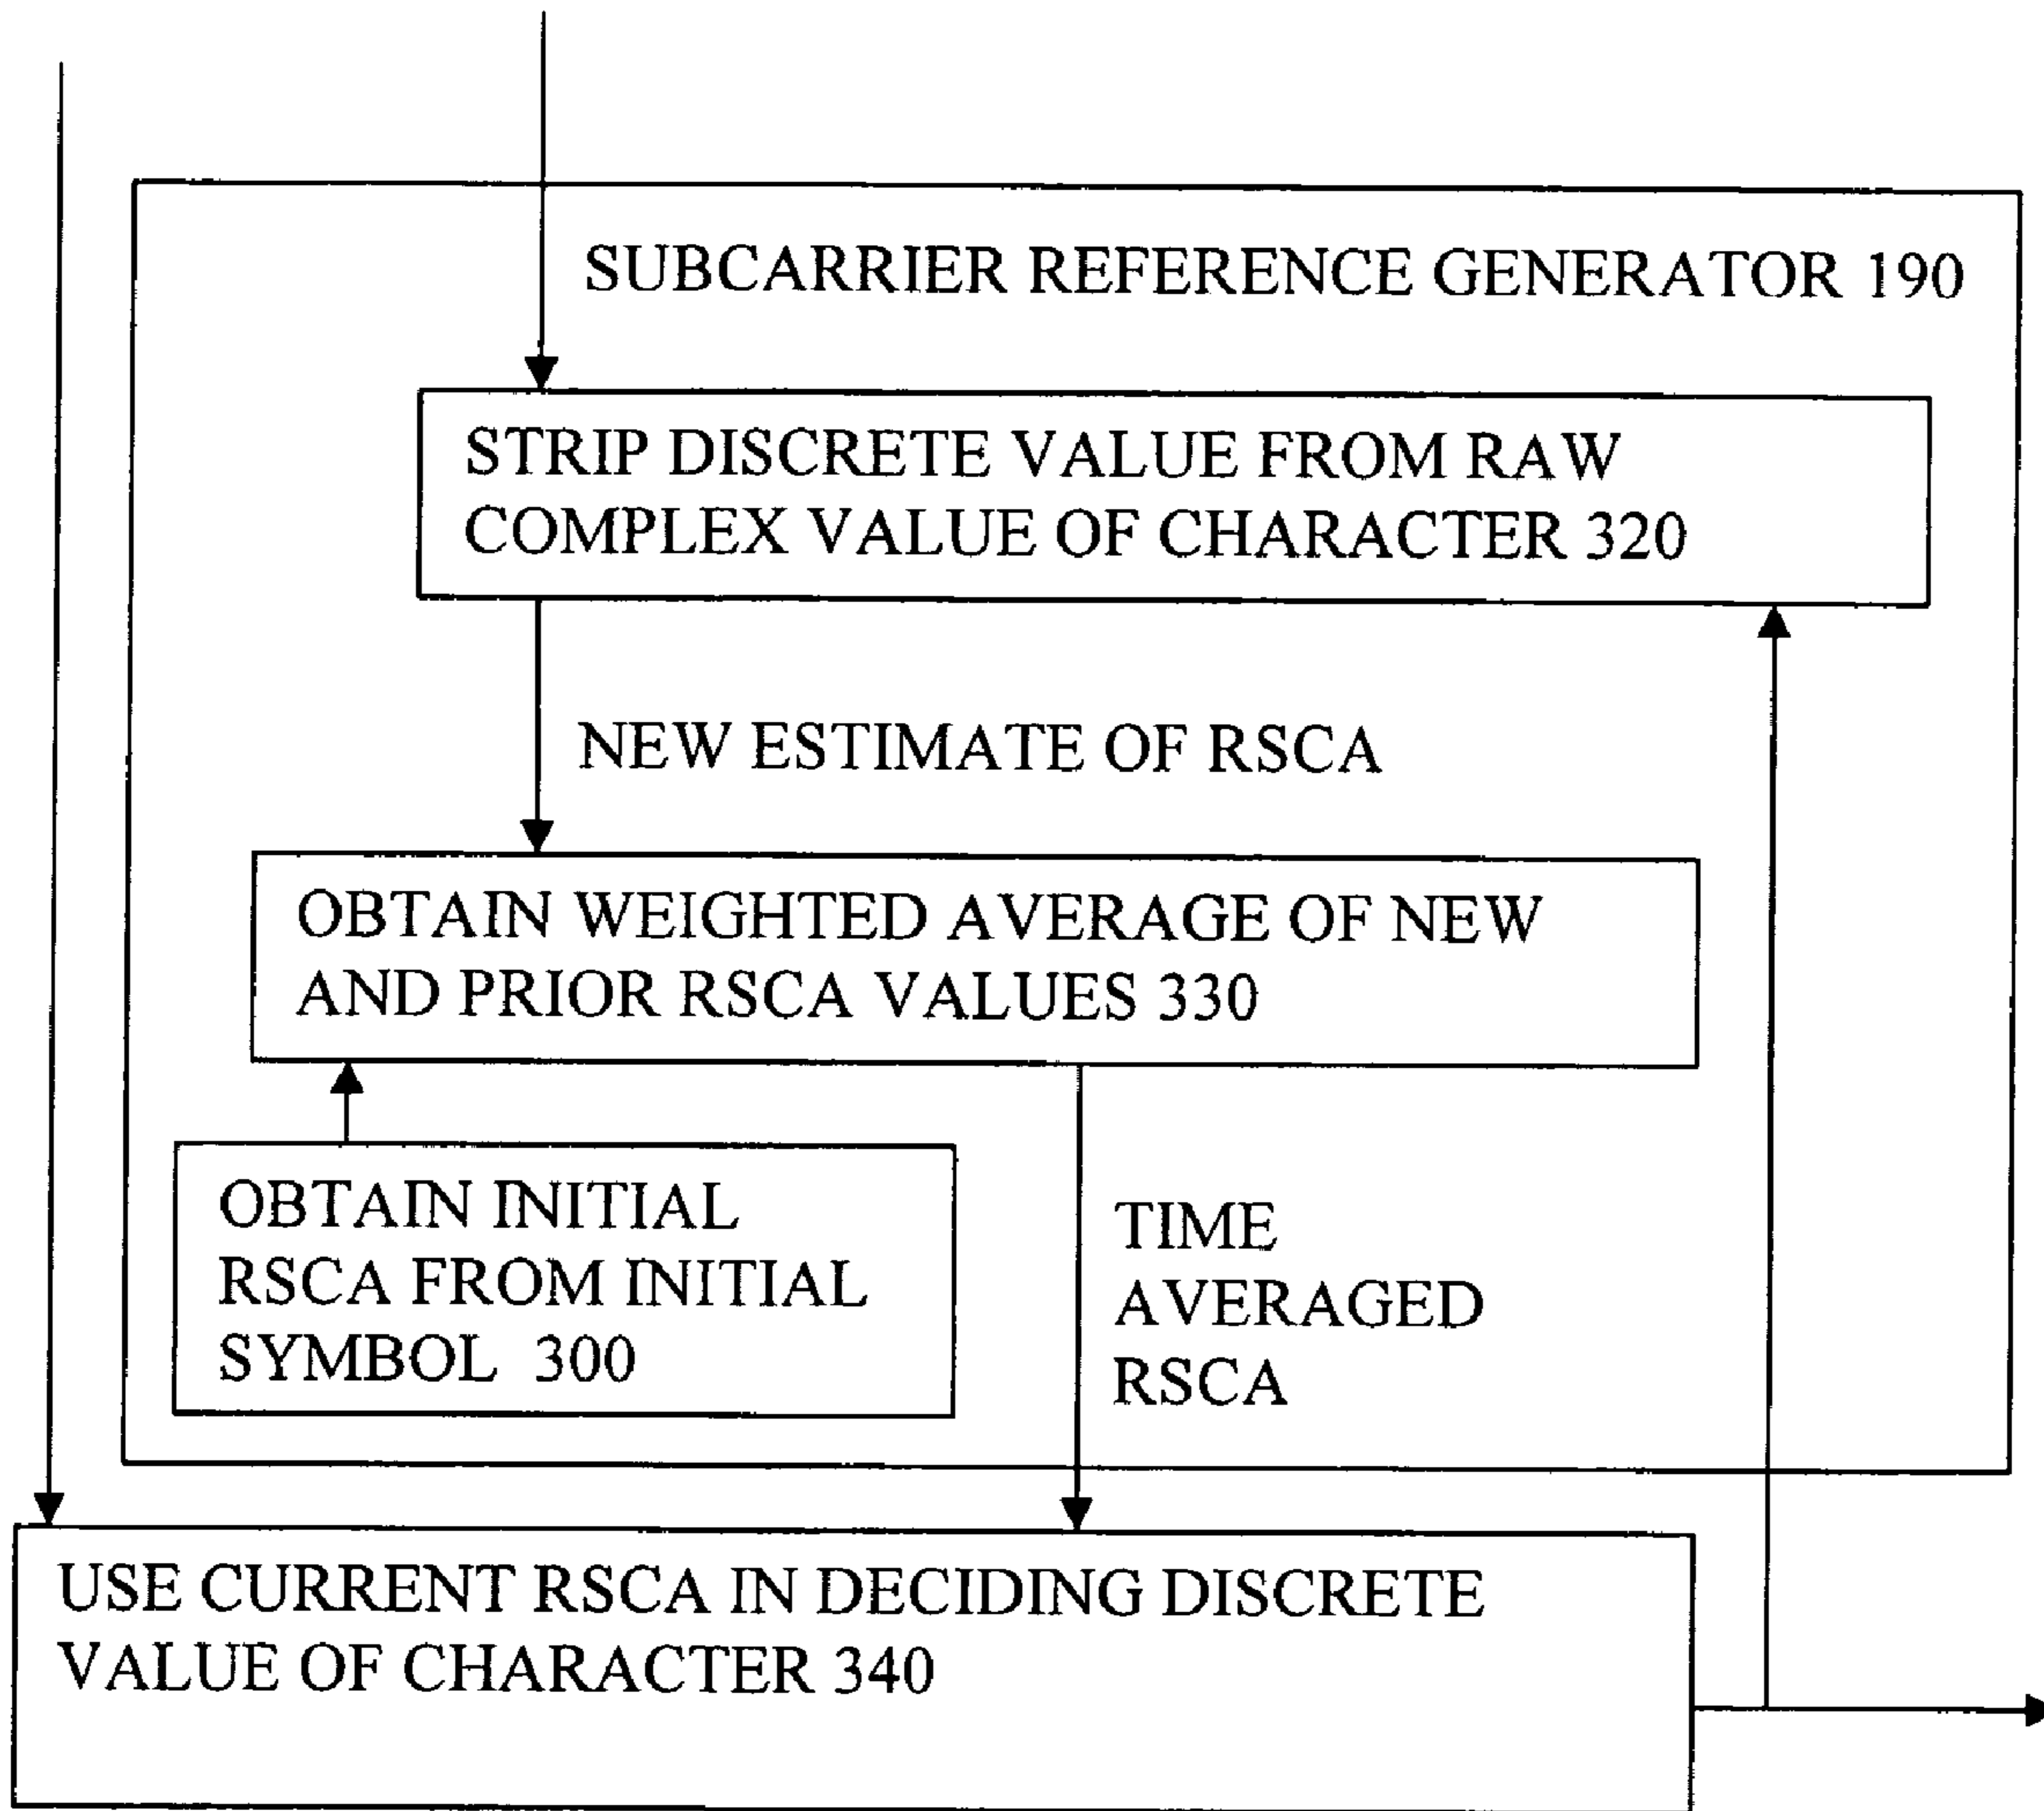 SUBCARRIER REFERENCE GENERATOR 190
STRIP DISCRETE VALUE FROM RAW
COMPLEX VALUE OF CHARACTER 320
NEW ESTIMATE OF RSCA
OBTAIN WEIGHTED AVERAGE OF NEW
AND PRIOR RSCA VALUES 330
OBTAIN INITIAL
RSCA FROM INITIAL
SYMBOL 300
TIME
AVERAGED
RSCA
USE CURRENT RSCA IN DECIDING DISCRETE
VALUE OF CHARACTER 340